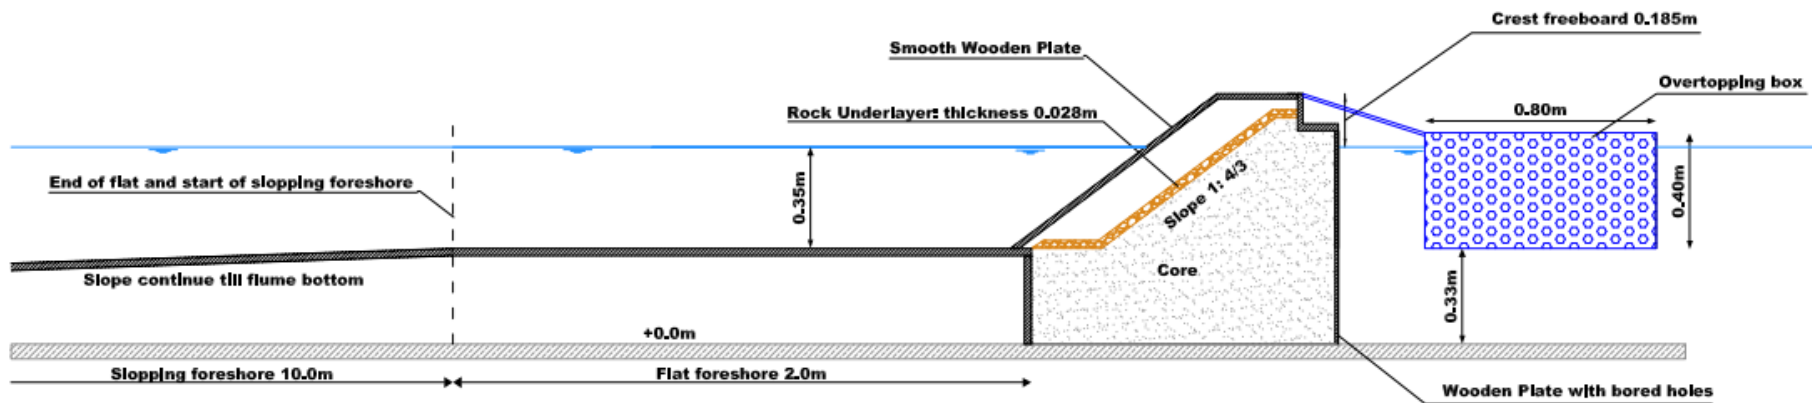 Crest freeboard 0.185m
Smooth Wooden Plate
Overtopping box
Rock Underlayer: thickness 0.028m
0.80m
End of flat and start of slopping foreshore
0.35m
Slope 1: 4/3
0.40m
Slope continue till flume bottom
Core
0.33m
+0.0m
Slopping foreshore 10.0m
Flat foreshore 2.0m
Wooden Plate with bored holes